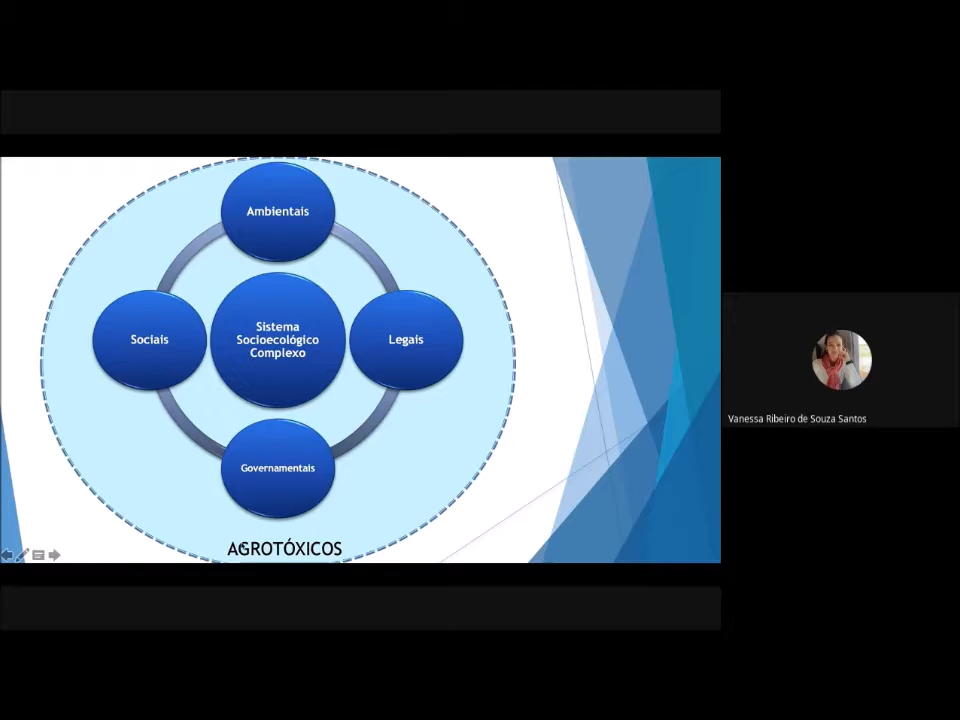 Ambientais
Sociais
Sistema
Socioecológico
Complexo
Legais
Governamentais
AGROTÓXICOS
Vanessa Ribeiro de Souza Santos